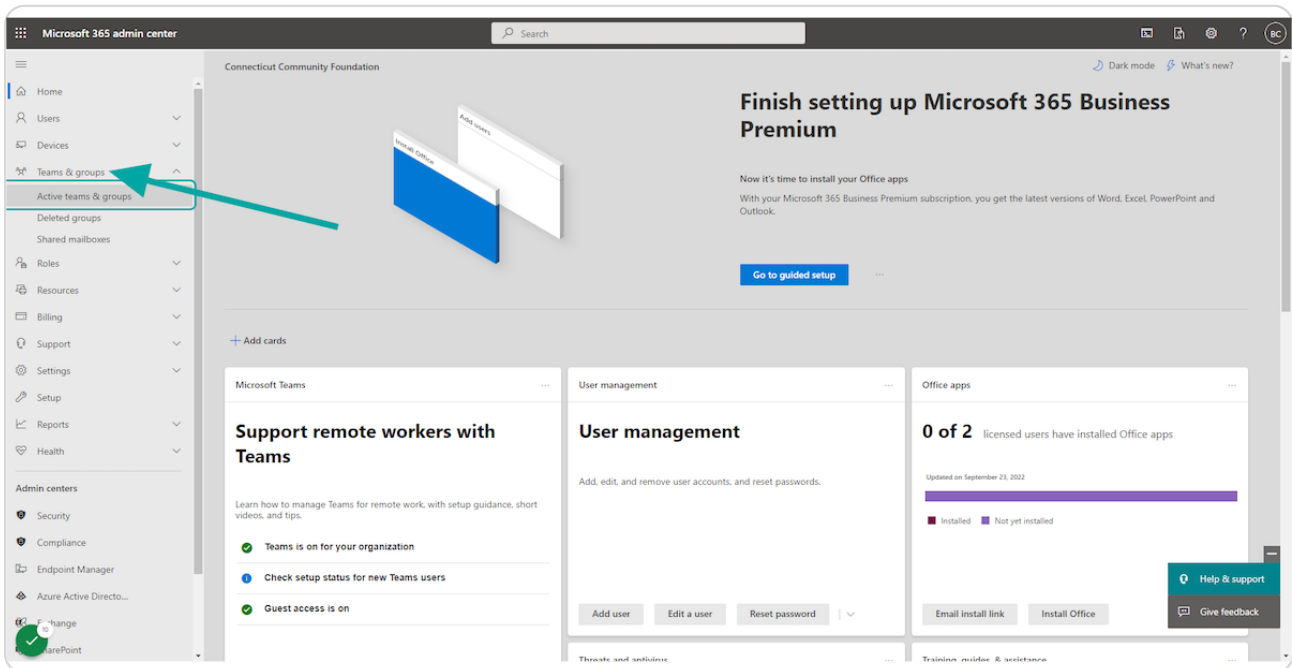 Microsoft 365 admin center
Search
BC
Connecticut Community Foundation
Dark mode
What's new?
Home
Users
Devices
Teams & groups
Active teams & groups
Deleted groups
Shared mailboxes
Roles
Resources
Billing
Support
Settings
Setup
Reports
Health
Admin centers
Security
Compliance
Endpoint Manager
Azure Active Directo...
SharePoint
10
Add users
Install Office
Finish setting up Microsoft 365 Business
Premium
Now it's time to install your Office apps
With your Microsoft 365 Business Premium subscription, you get the latest versions of Word, Excel, PowerPoint and
Outlook.
Go to guided setup
...
Add cards
Microsoft Teams
...
Support remote workers with
Teams
Learn how to manage Teams for remote work, with setup guidance, short
videos, and tips.
Teams is on for your organization
Check setup status for new Teams users
Guest access is on
User management
...
User management
Add, edit, and remove user accounts, and reset passwords.
Add user
Edit a user
Reset password
Office apps
...
0 of 2 licensed users have installed Office apps
Updated on September 23, 2022
Installed
Not yet installed
Email install link
Install Office
Help & support
Give feedback
Threats and antivirus
...
Training, guides, & assistance
...